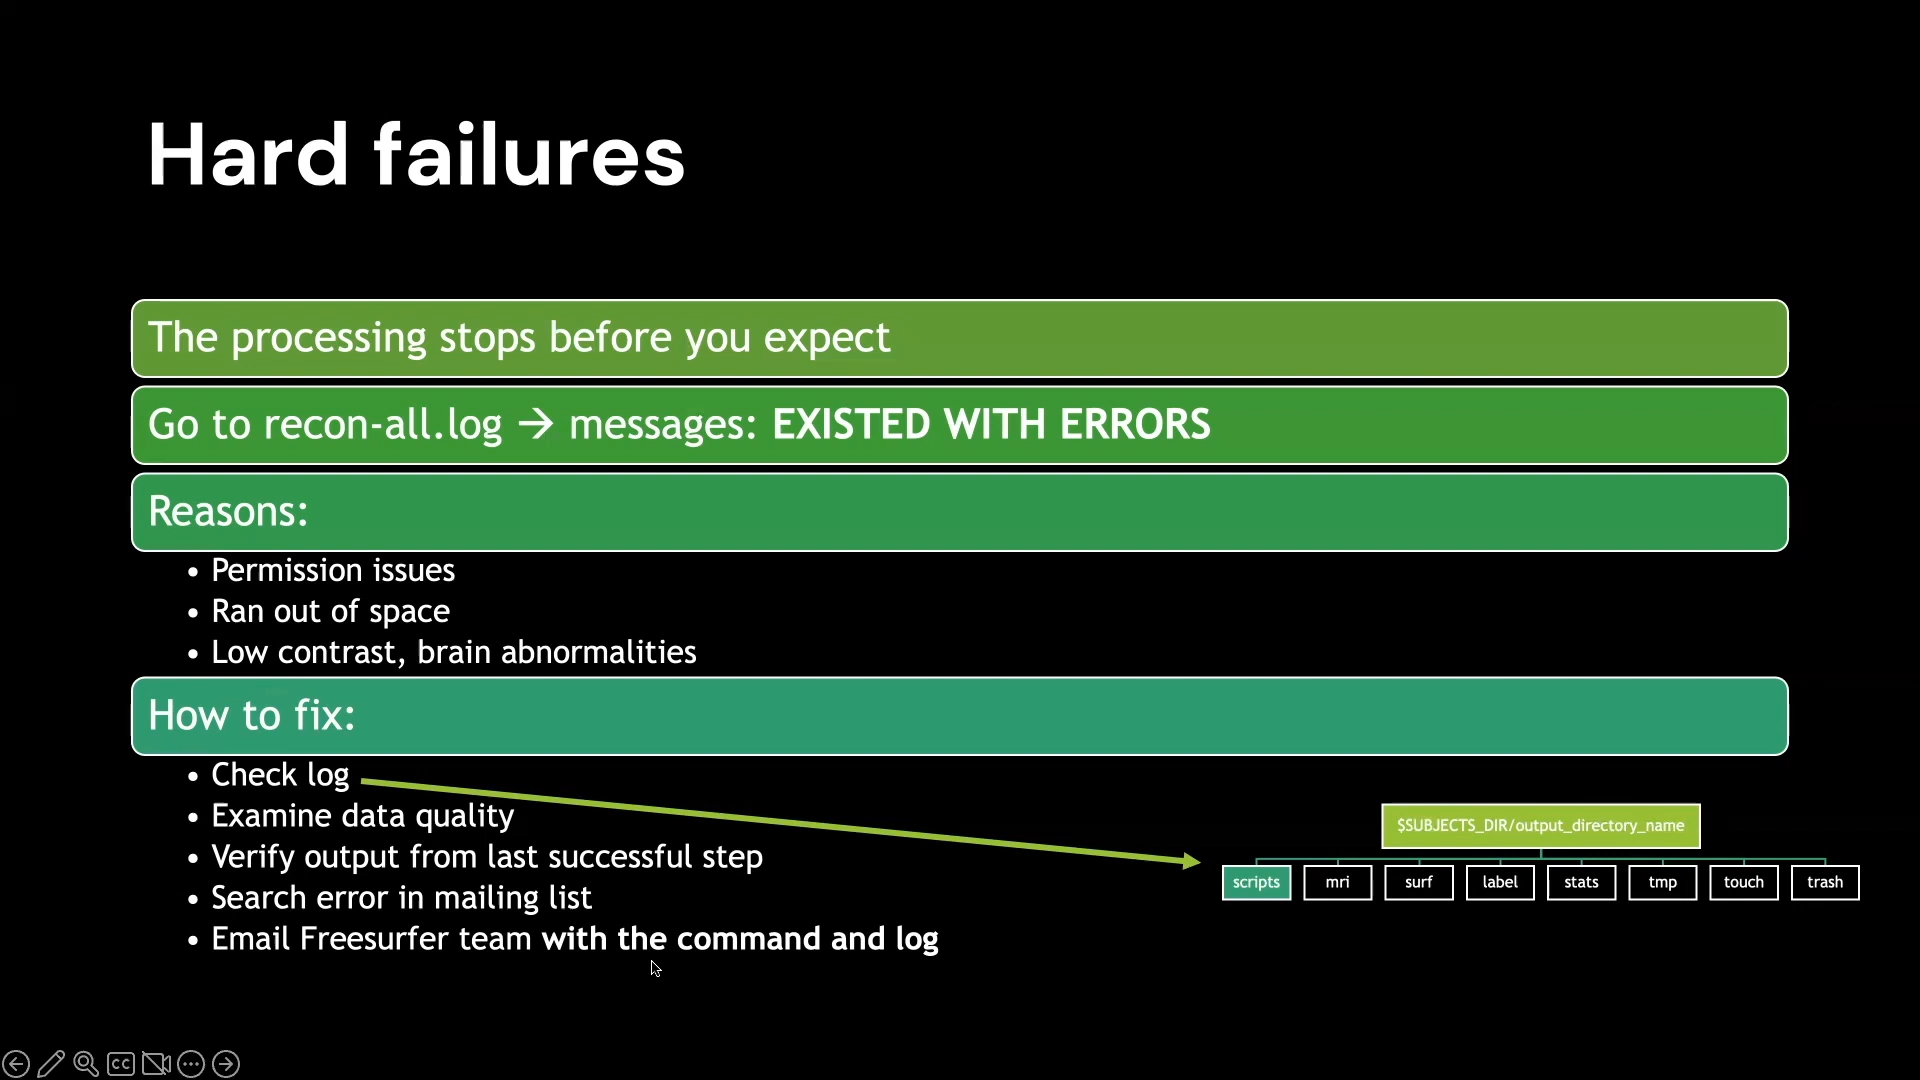 Hard failures
The processing stops before you expect
Go to recon-all.log → messages: EXISTED WITH ERRORS
Reasons:
• Permission issues
• Ran out of space
• Low contrast, brain abnormalities
How to fix:
• Check log
• Examine data quality
• Verify output from last successful step
• Search error in mailing list
• Email Freesurfer team with the command and log
$SUBJECTS_DIR/output_directory_name
scripts mri surf label stats tmp touch trash
CC